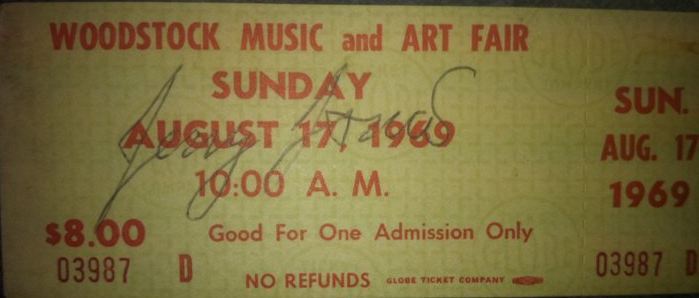 WOODSTOCK MUSIC and ART FAIR
SUNDAY
AUGUST 17, 1969
Jerry
10:00 A. M.
$8.00
Good For One Admission Only
03987 D
NO REFUNDS
GLOBE TICKET COMPANY
SUN.
AUG. 17
1969
03987 D